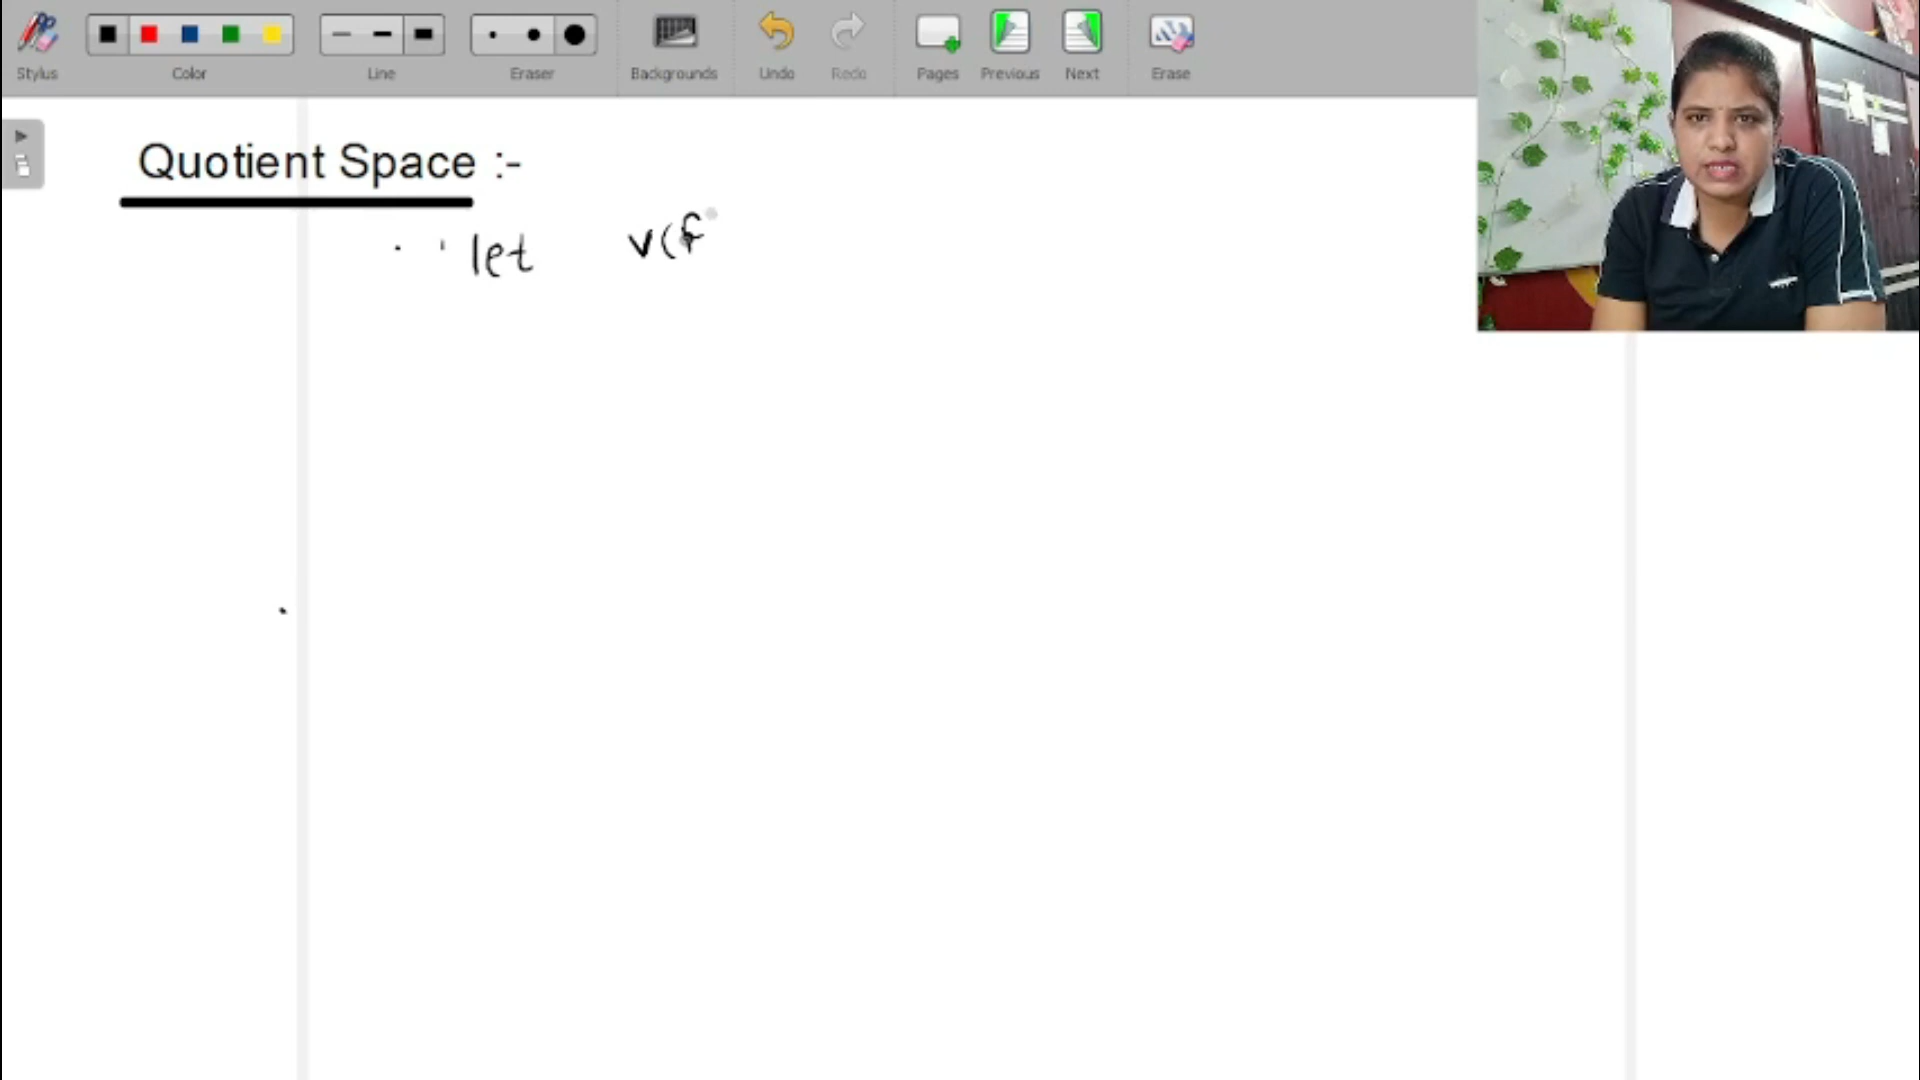 Stylus Color Line Eraser Backgrounds Undo Redo Pages Previous Next Erase
Quotient Space :-
let v(f